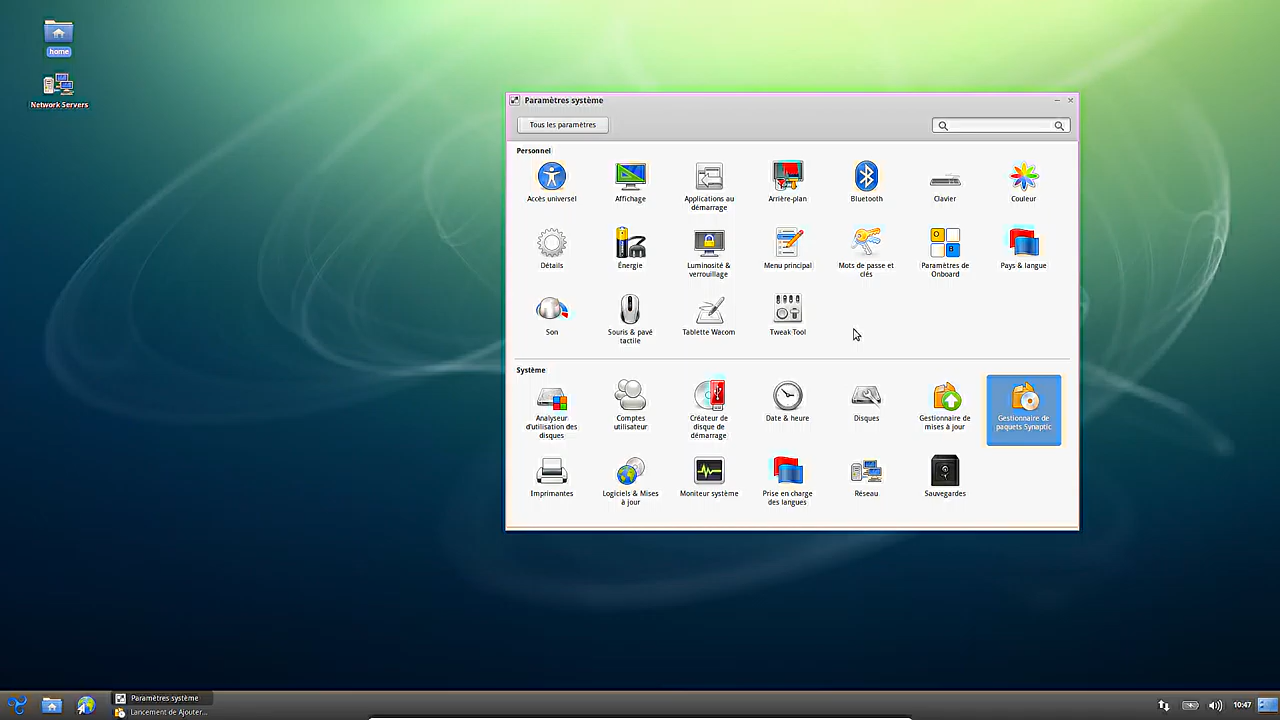 home
Network Servers
Paramètres système
Tous les paramètres
Personnel
Accès universel
Affichage
Applications au
démarrage
Arrière-plan
Bluetooth
Clavier
Couleur
Détails
Énergie
Luminosité &
verrouillage
Menu principal
Mots de passe et
clés
Paramètres de
Onboard
Pays & langue
Son
Souris & pavé
tactile
Tablette Wacom
Tweak Tool
Système
Analyseur
d'utilisation des
disques
Comptes
utilisateur
Créateur de
disque de
démarrage
Date & heure
Disques
Gestionnaire de
mises à jour
Gestionnaire de
paquets Synaptic
Imprimantes
Logiciels & Mises
à jour
Moniteur système
Prise en charge
des langues
Réseau
Sauvegardes
Paramètres système
Lancement de Ajouter...
10:47